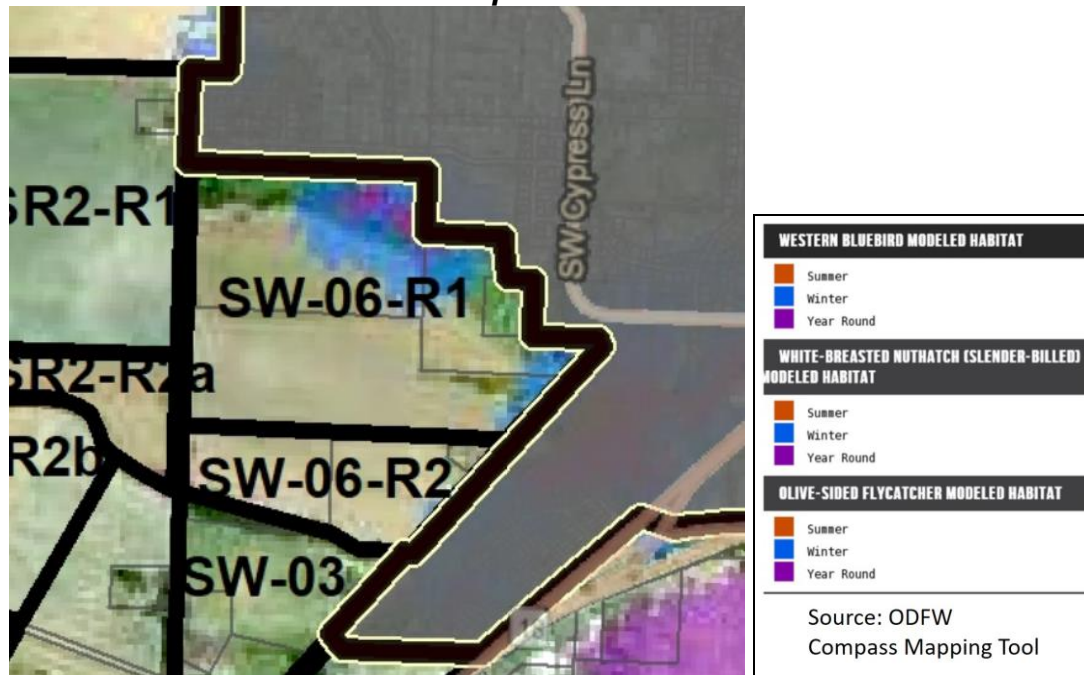 SW Cypress Ln
SR2-R1
SW-06-R1
SR2-R2a
R2b
SW-06-R2
SW-03
WESTERN BLUEBIRD MODELED HABITAT
Summer
Winter
Year Round
WHITE-BREASTED NUTHATCH (SLENDER-BILLED)
MODELED HABITAT
Summer
Winter
Year Round
OLIVE-SIDED FLYCATCHER MODELED HABITAT
Summer
Winter
Year Round
Source: ODFW
Compass Mapping Tool